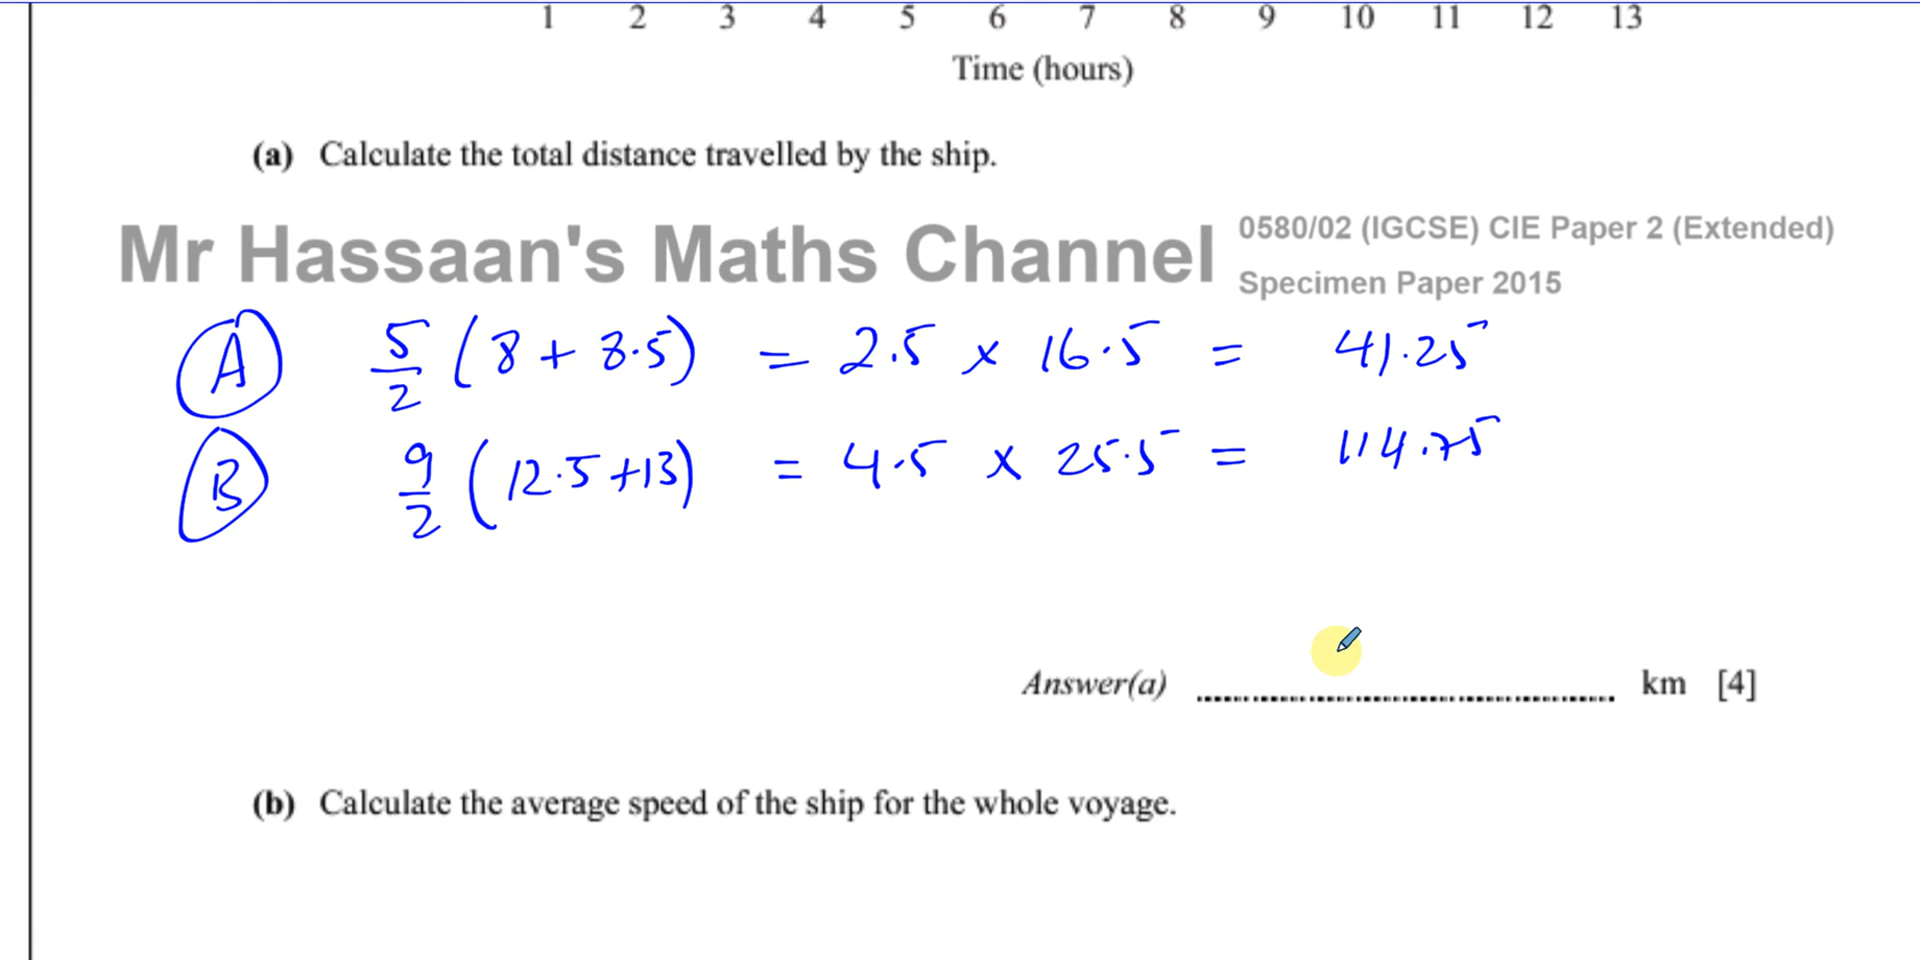 1 2 3 4 5 6 7 8 9 10 11 12 13
Time (hours)
(a) Calculate the total distance travelled by the ship.
Mr Hassaan's Maths Channel
0580/02 (IGCSE) CIE Paper 2 (Extended)
Specimen Paper 2015
A 5/2 (8 + 8.5) = 2.5 × 16.5 = 41.25
B 9/2 (12.5 + 13) = 4.5 × 25.5 = 114.75
Answer(a) ........................................ km [4]
(b) Calculate the average speed of the ship for the whole voyage.